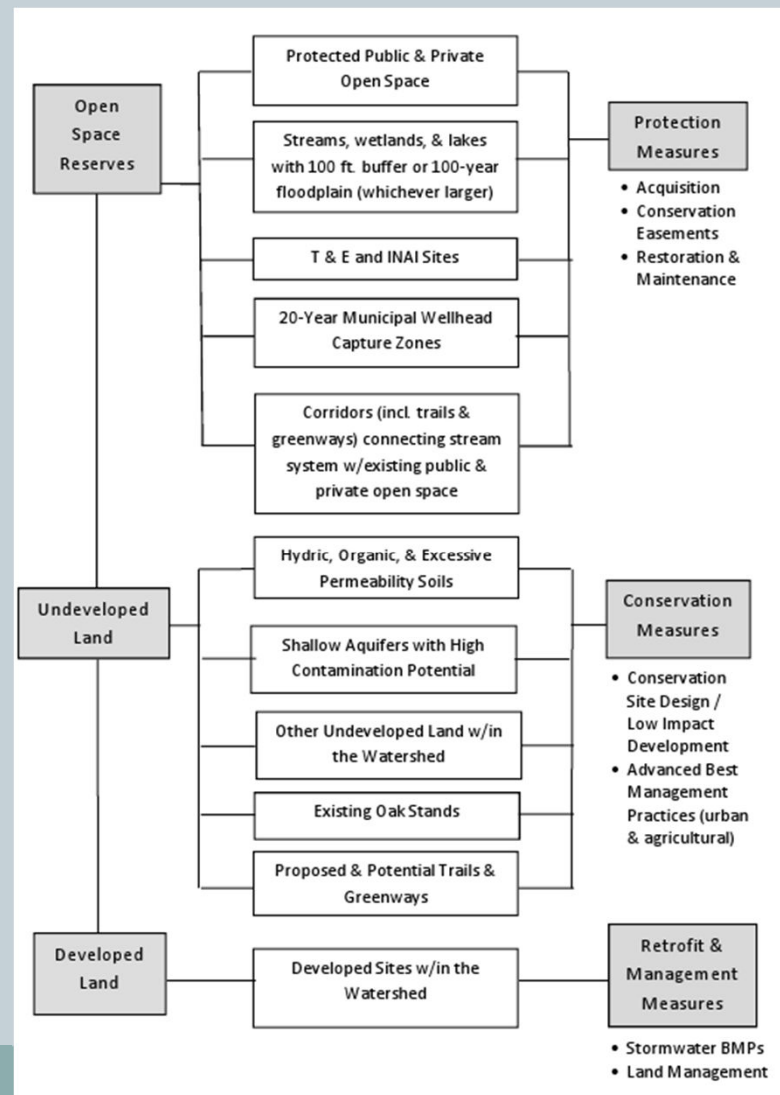 Open
Space
Reserves
Protected Public & Private
Open Space
Streams, wetlands, & lakes
with 100 ft. buffer or 100-year
floodplain (whichever larger)
T & E and INAI Sites
20-Year Municipal Wellhead
Capture Zones
Corridors (incl. trails &
greenways) connecting stream
system w/existing public &
private open space
Protection
Measures
• Acquisition
• Conservation
Easements
• Restoration &
Maintenance
Undeveloped
Land
Hydric, Organic, & Excessive
Permeability Soils
Shallow Aquifers with High
Contamination Potential
Other Undeveloped Land w/in
the Watershed
Existing Oak Stands
Proposed & Potential Trails &
Greenways
Conservation
Measures
• Conservation
Site Design /
Low Impact
Development
• Advanced Best
Management
Practices (urban
& agricultural)
Developed
Land
Developed Sites w/in the
Watershed
Retrofit &
Management
Measures
• Stormwater BMPs
• Land Management